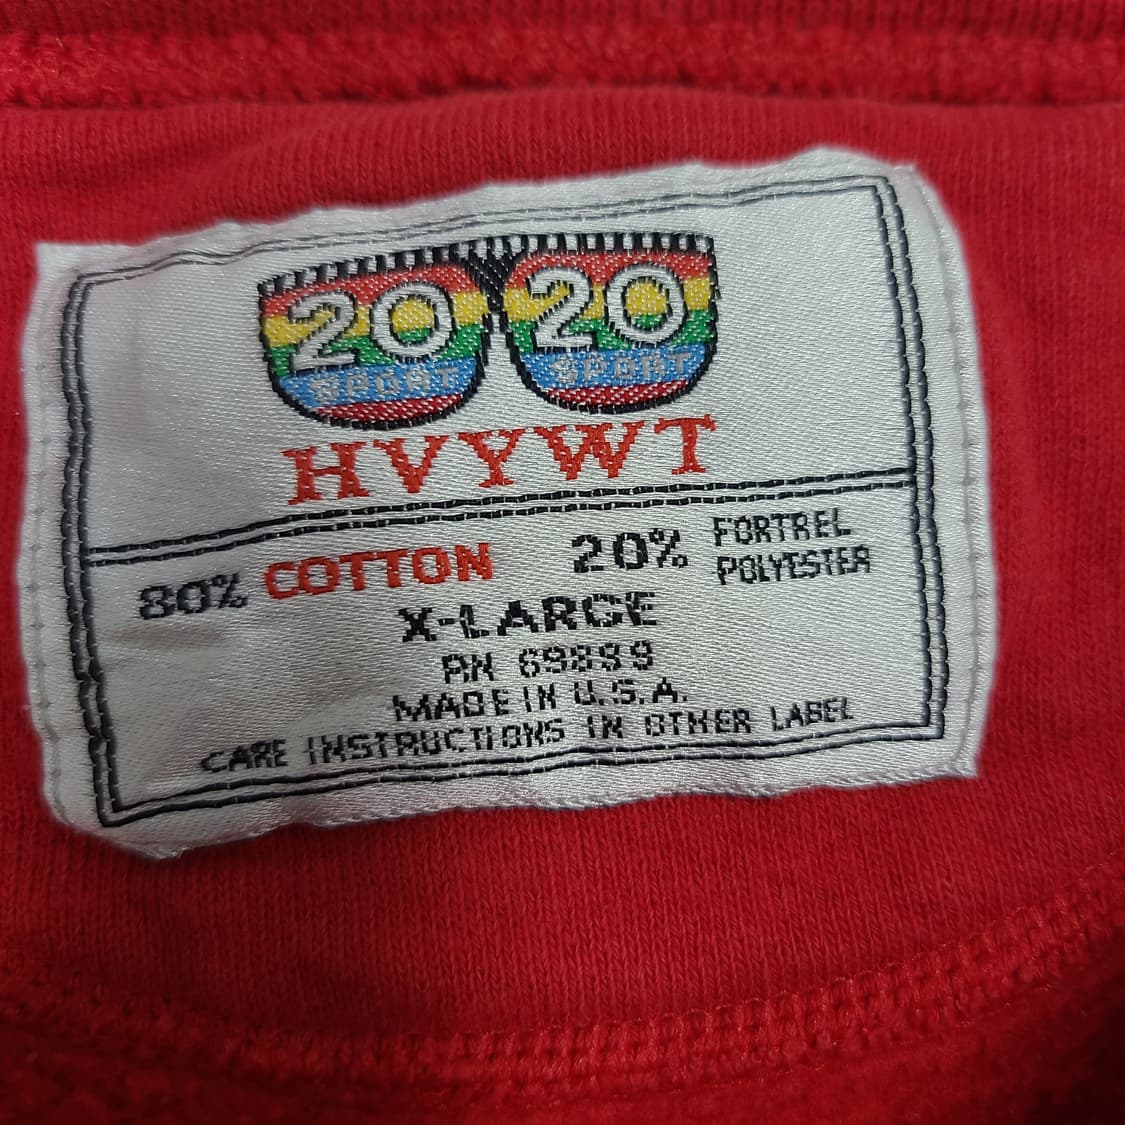 20 20
SPORT SPORT
HVYWT
80% COTTON 20% FORTREL POLYESTER
X-LARGE
RN 69899
MADE IN U.S.A.
CARE INSTRUCTIONS IN OTHER LABEL